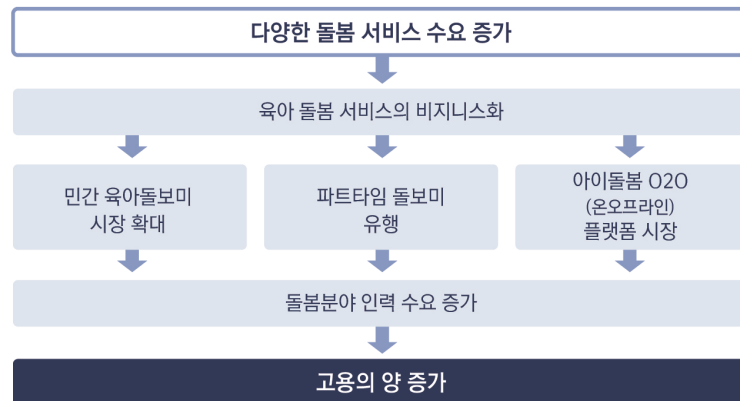 다양한 돌봄 서비스 수요 증가
육아 돌봄 서비스의 비지니스화
민간 육아돌보미
시장 확대
파트타임 돌보미
유행
아이돌봄 O2O
(온오프라인)
플랫폼 시장
돌봄분야 인력 수요 증가
고용의 양 증가